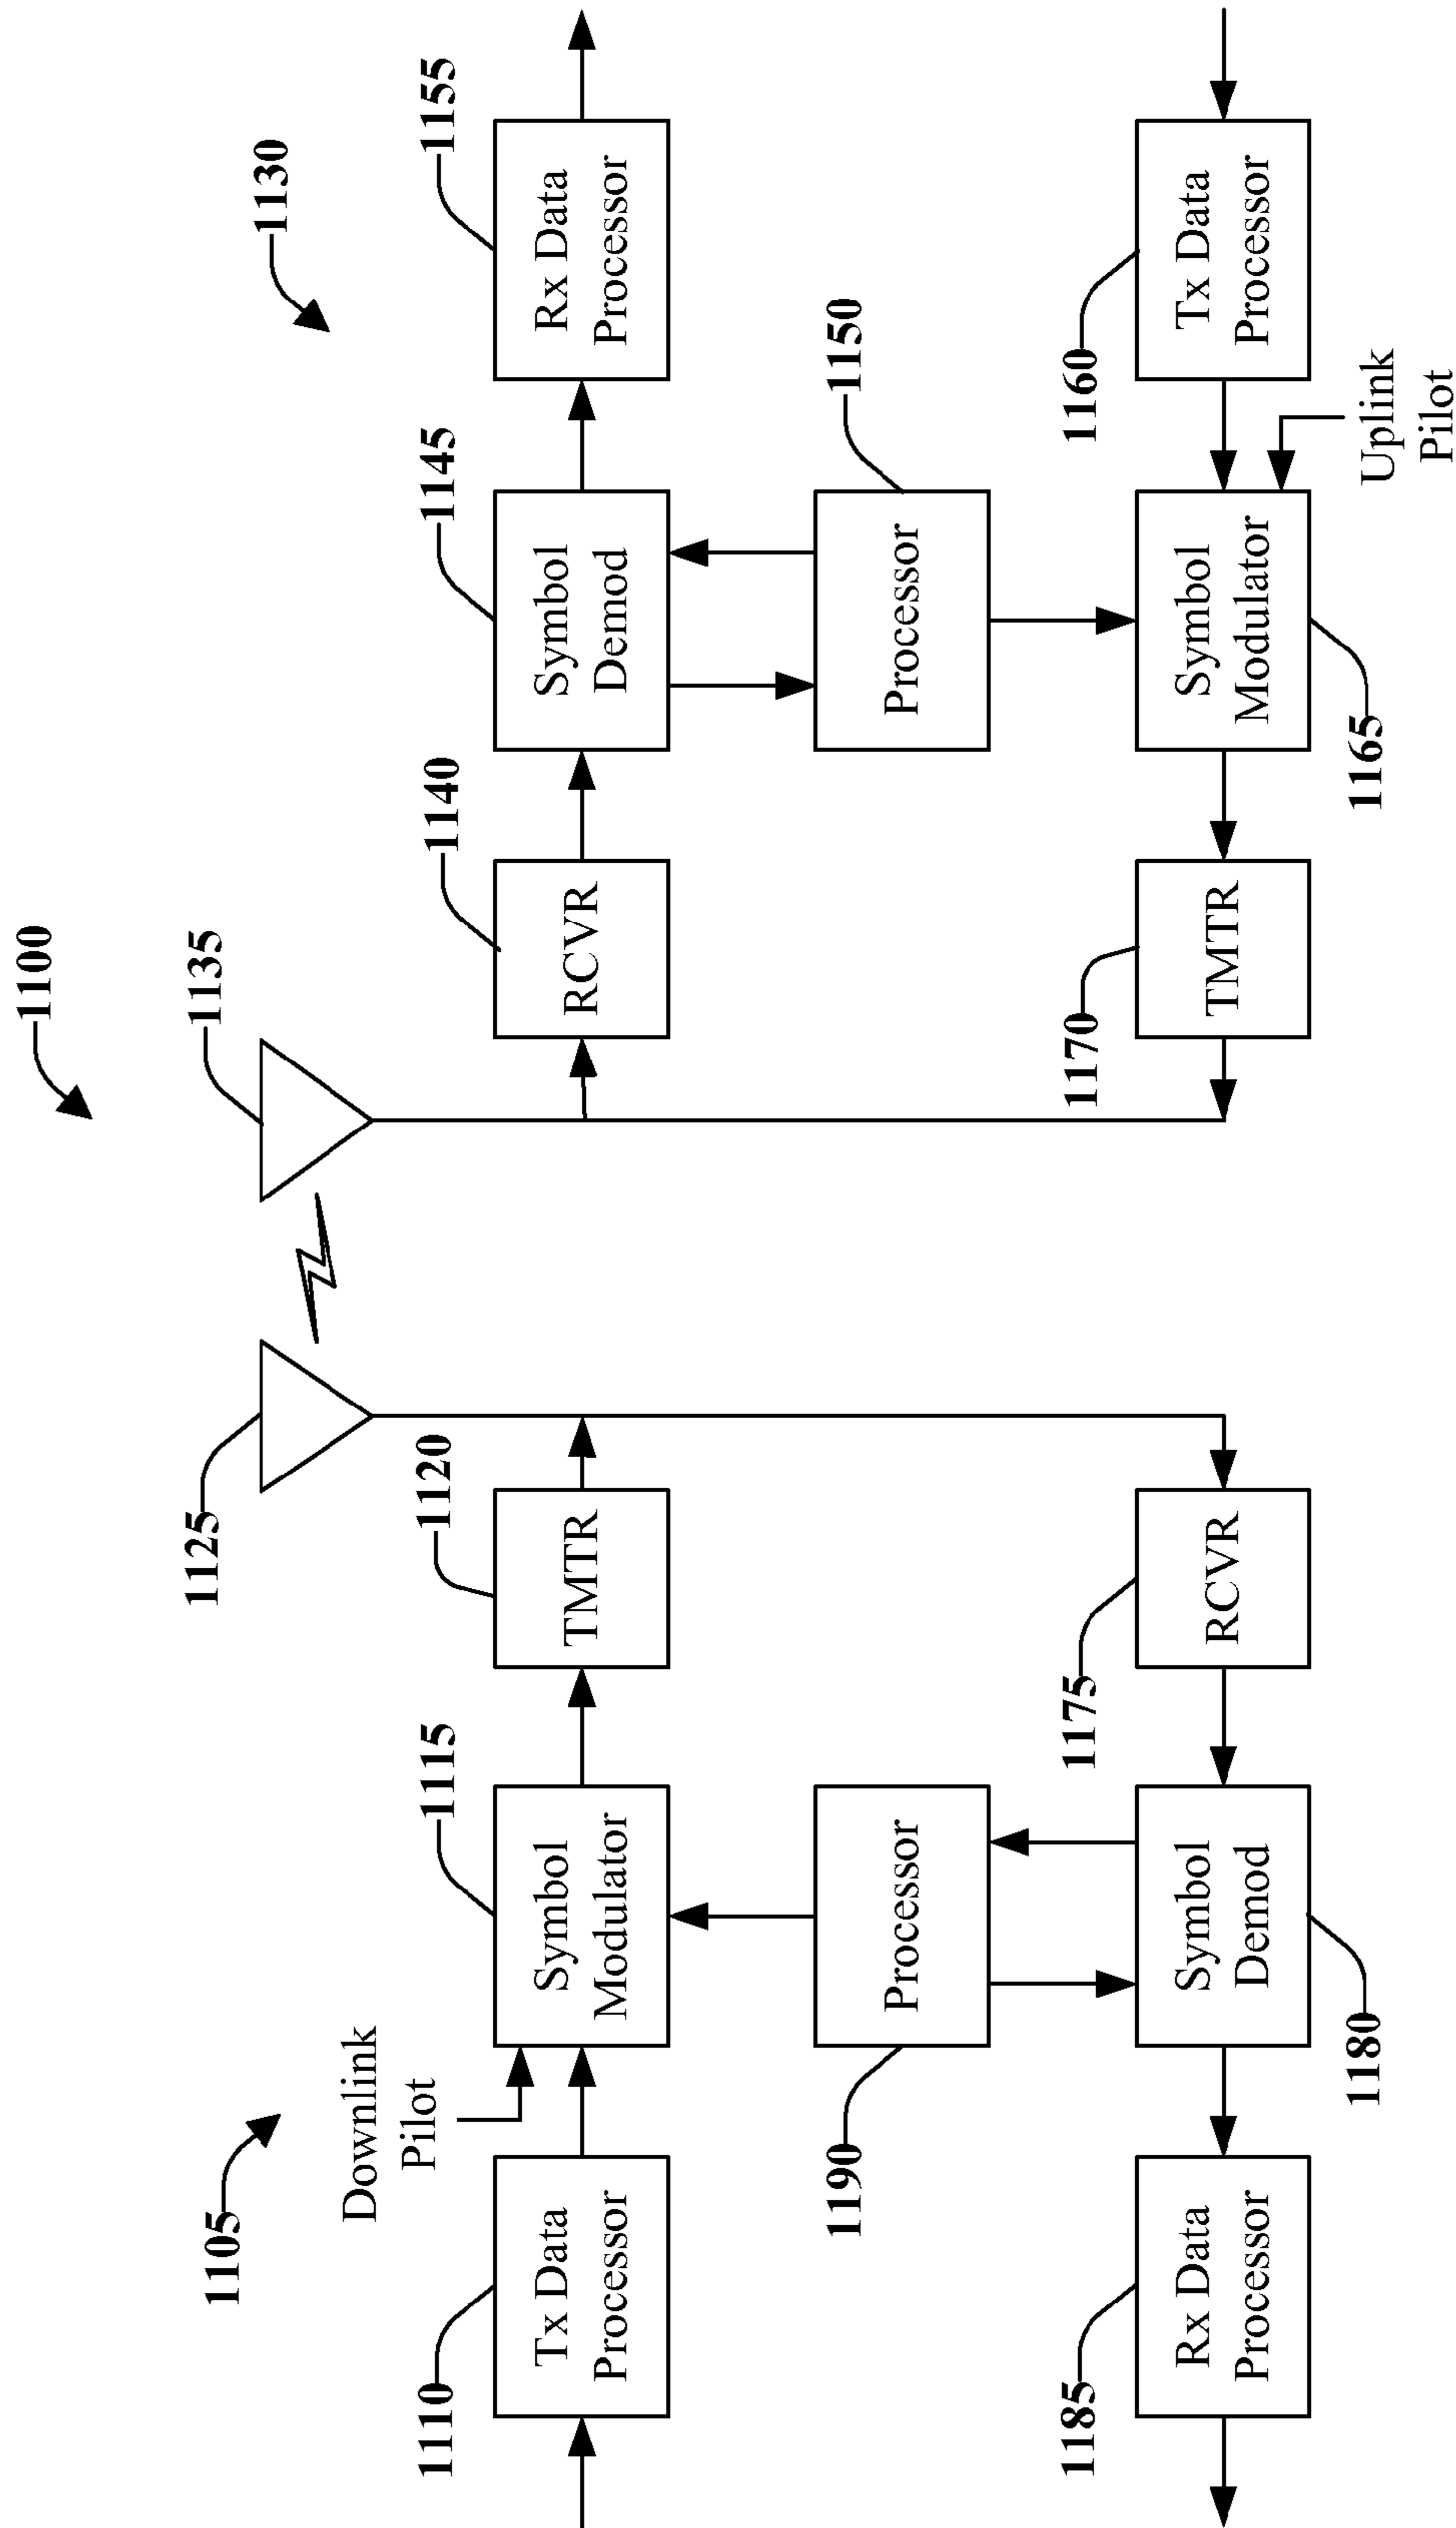 1100
1105
1125
1135
1130
Downlink
Pilot
1110
1115
1120
1140
1145
1155
Tx Data
Processor
Symbol
Modulator
TMTR
RCVR
Symbol
Demod
Rx Data
Processor
1190
Processor
Processor
1150
1185
1175
1170
1160
Rx Data
Processor
Symbol
Demod
RCVR
TMTR
Symbol
Modulator
Tx Data
Processor
1180
1165
Uplink
Pilot